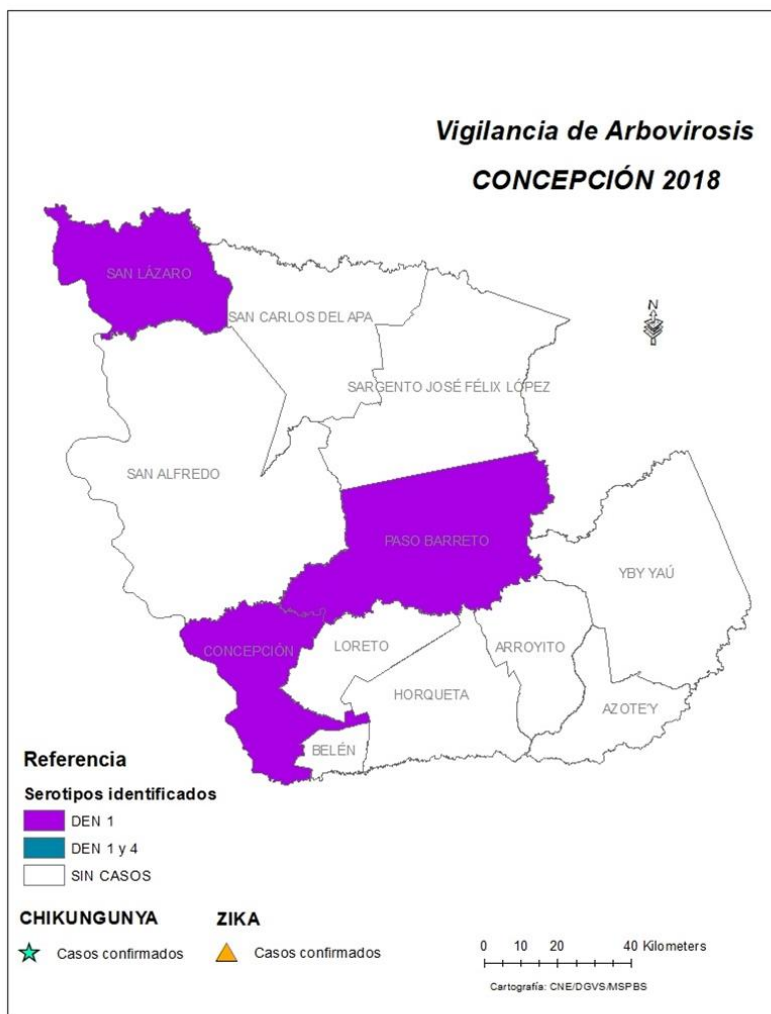 Vigilancia de Arbovirosis
CONCEPCIÓN 2018
SAN LÁZARO
N
SAN CARLOS DEL APA
SARGENTO JOSÉ FÉLIX LÓPEZ
SAN ALFREDO
PASO BARRETO
YBY YAÚ
CONCEPCIÓN
LORETO
ARROYITO
HORQUETA
AZOTE'Y
BELÉN
Referencia
Serotipos identificados
DEN 1
DEN 1 y 4
SIN CASOS
CHIKUNGUNYA
Casos confirmados
ZIKA
Casos confirmados
0 10 20 40 Kilometers
Cartografía: CNE/DGVS/MSPBS